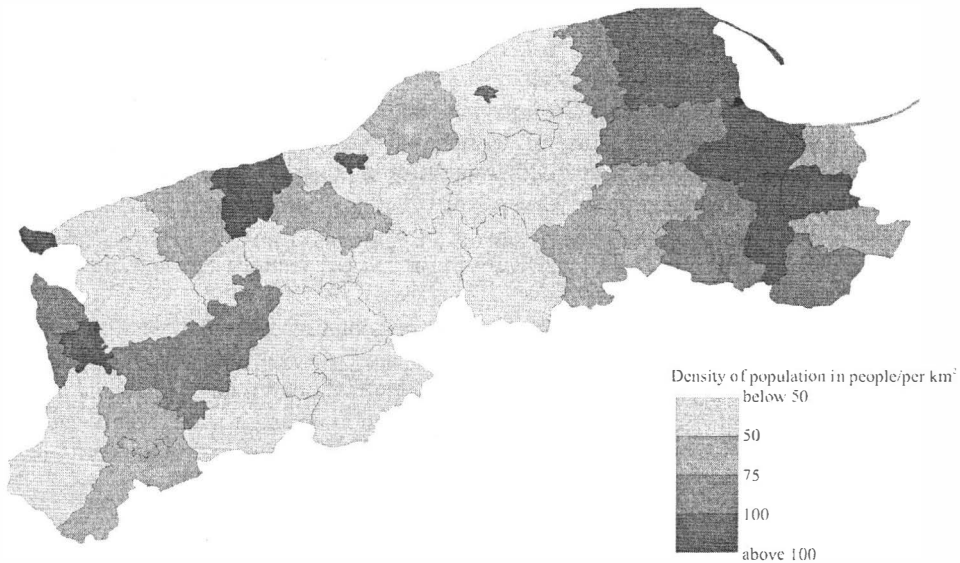 Density of population in people/per km²
below 50
50
75
100
above 100